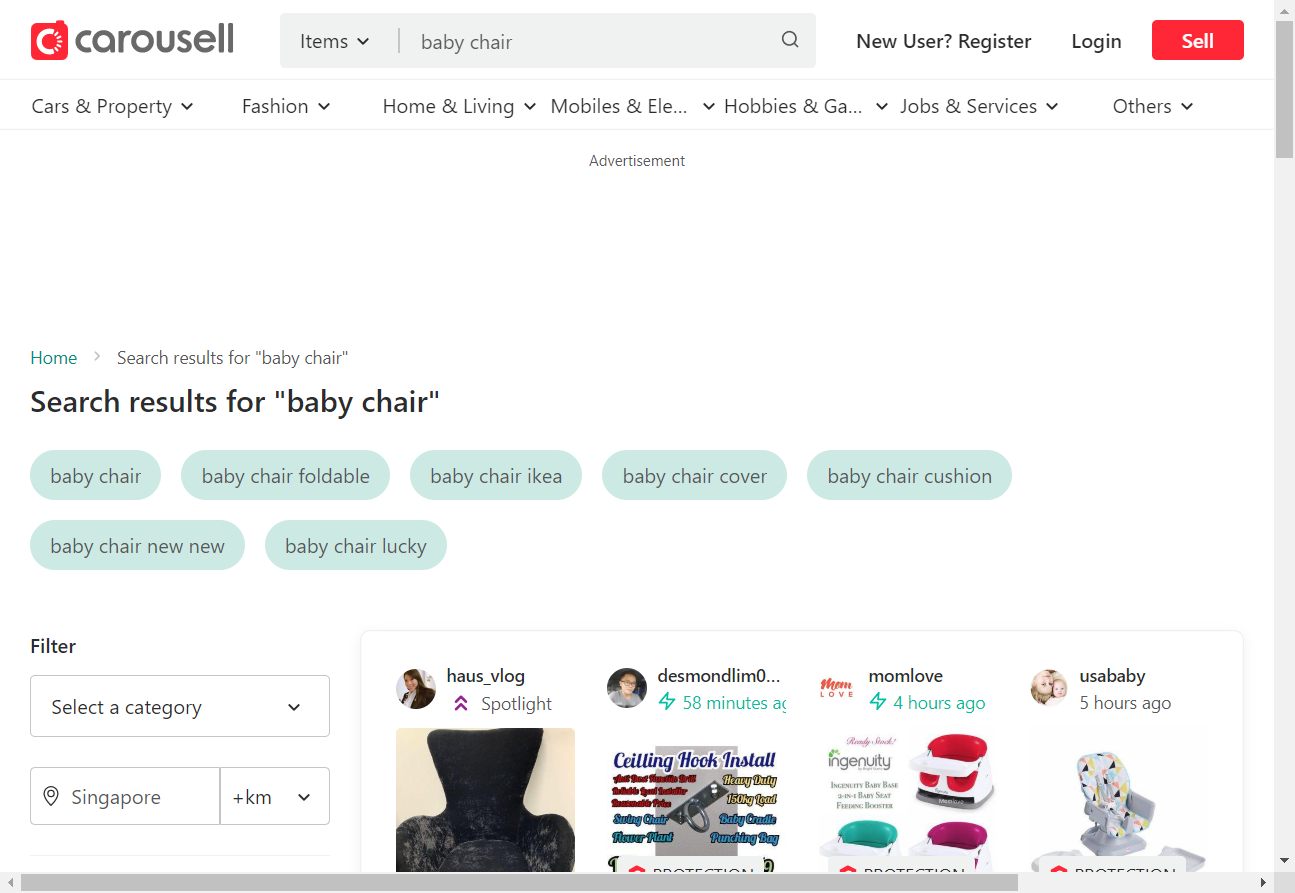 carousell
Items
baby chair
New User? Register
Login
Sell
Cars & Property
Fashion
Home & Living
Mobiles & Ele...
Hobbies & Ga...
Jobs & Services
Others
Advertisement
Home
Search results for "baby chair"
Search results for "baby chair"
baby chair
baby chair foldable
baby chair ikea
baby chair cover
baby chair cushion
baby chair new new
baby chair lucky
Filter
Select a category
Singapore
+km
haus_vlog
Spotlight
desmondlim0...
58 minutes ag
momlove
4 hours ago
usababy
5 hours ago
Mom
LOVE
Ceilling Hook Install
Heavy Duty
150kg Load
Reliable Local Installer
Reasonable Price
Swing Chair
Baby Cradle
Flower Plant
Punching Bag
Ready Stock!
ingenuity
Ingenuity Baby Base
2-in-1 Baby Seat
Feeding Booster
Momlove
PROTECTION
PROTECTION
PROTECTION